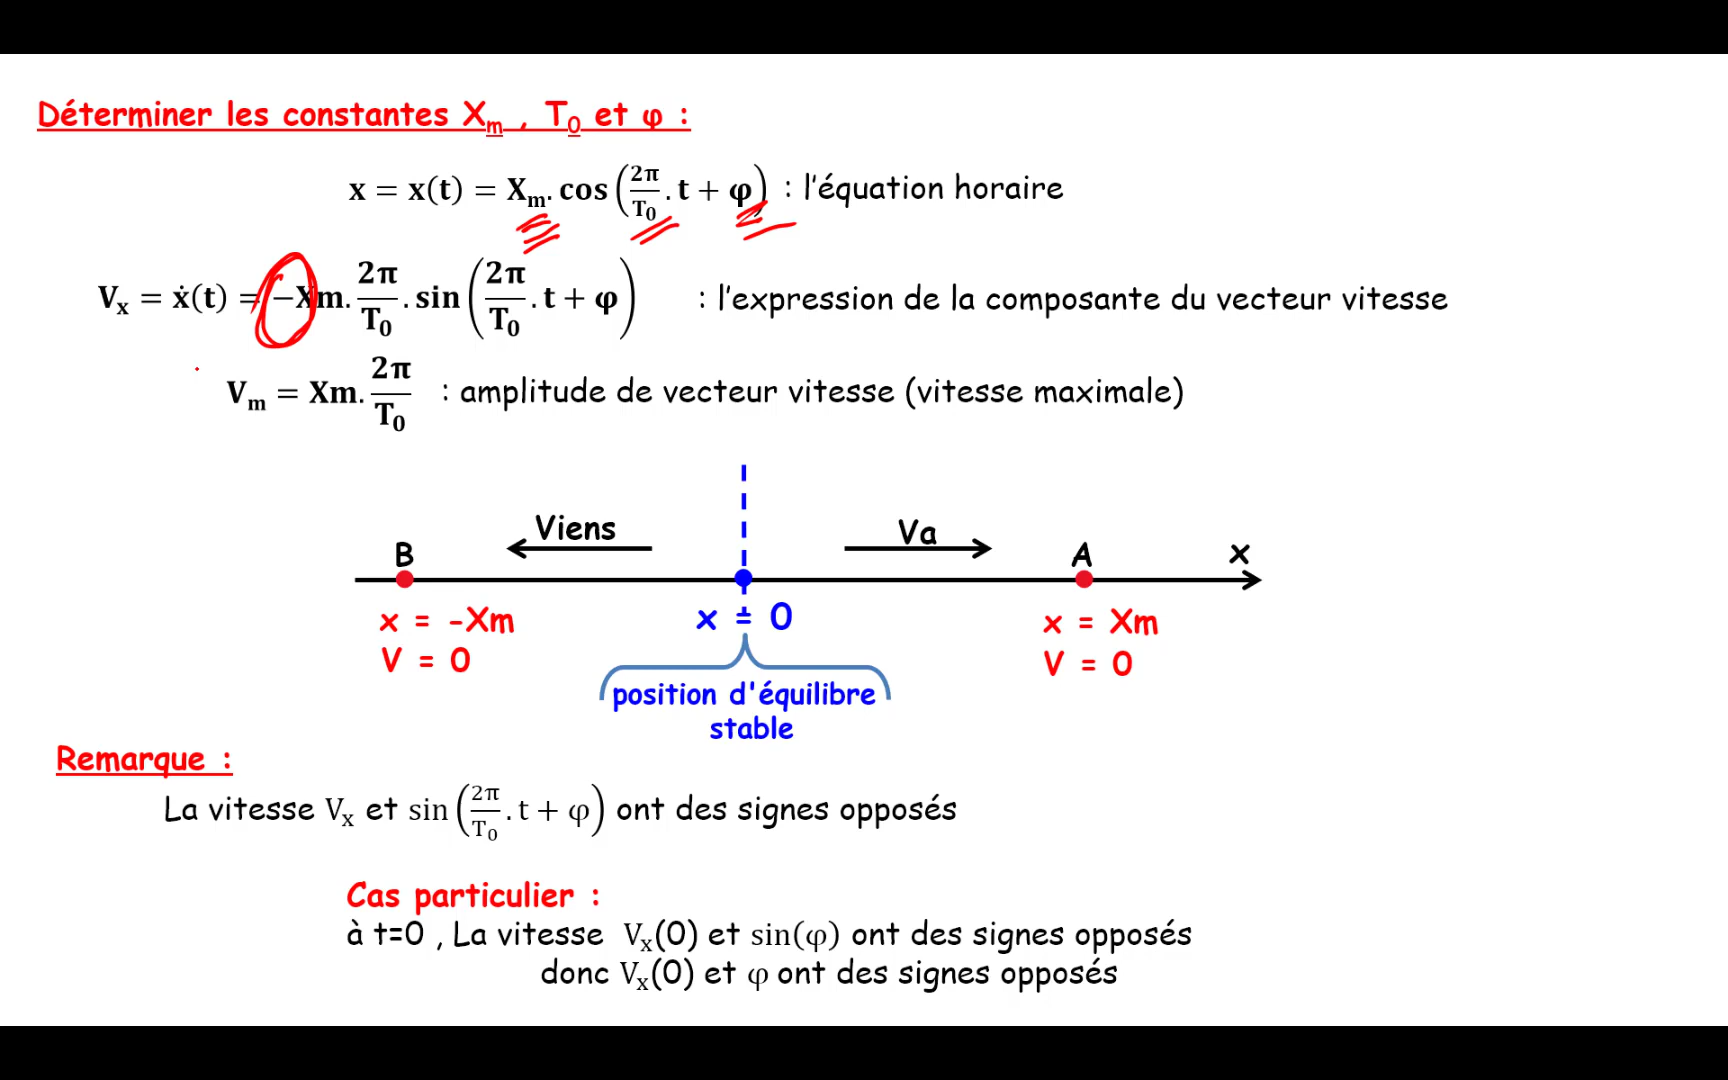 Déterminer les constantes Xm , T0 et φ :
x = x(t) = Xm. cos(2π/T0 . t + φ) : l'équation horaire
Vx = ẋ(t) = −Xm. 2π/T0 . sin(2π/T0 . t + φ) : l'expression de la composante du vecteur vitesse
Vm = Xm. 2π/T0 : amplitude de vecteur vitesse (vitesse maximale)
Viens Va
B A x
x = -Xm x = 0 x = Xm
V = 0 V = 0
position d'équilibre
stable
Remarque :
La vitesse Vx et sin(2π/T0 . t + φ) ont des signes opposés
Cas particulier :
à t=0 , La vitesse Vx(0) et sin(φ) ont des signes opposés
donc Vx(0) et φ ont des signes opposés